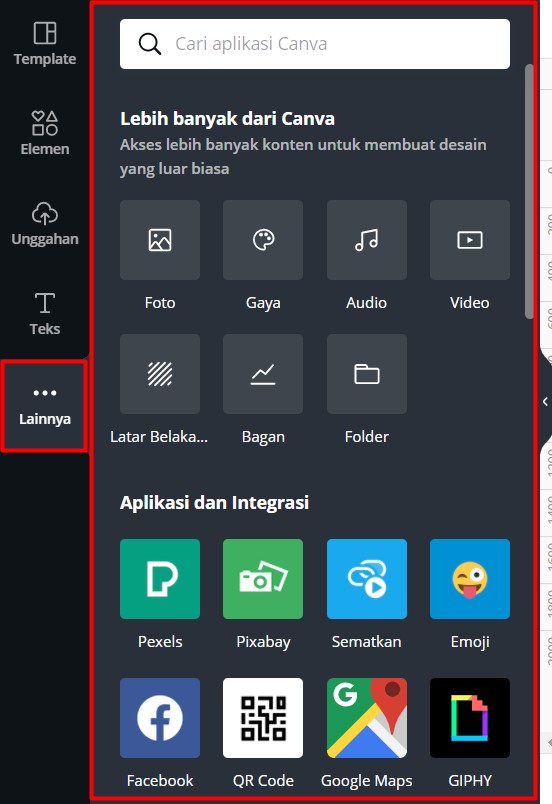 Template
Elemen
Unggahan
Teks
Lainnya
Cari aplikasi Canva
Lebih banyak dari Canva
Akses lebih banyak konten untuk membuat desain
yang luar biasa
Foto
Gaya
Audio
Video
Latar Belaka...
Bagan
Folder
Aplikasi dan Integrasi
Pexels
Pixabay
Sematkan
Emoji
Facebook
QR Code
Google Maps
GIPHY